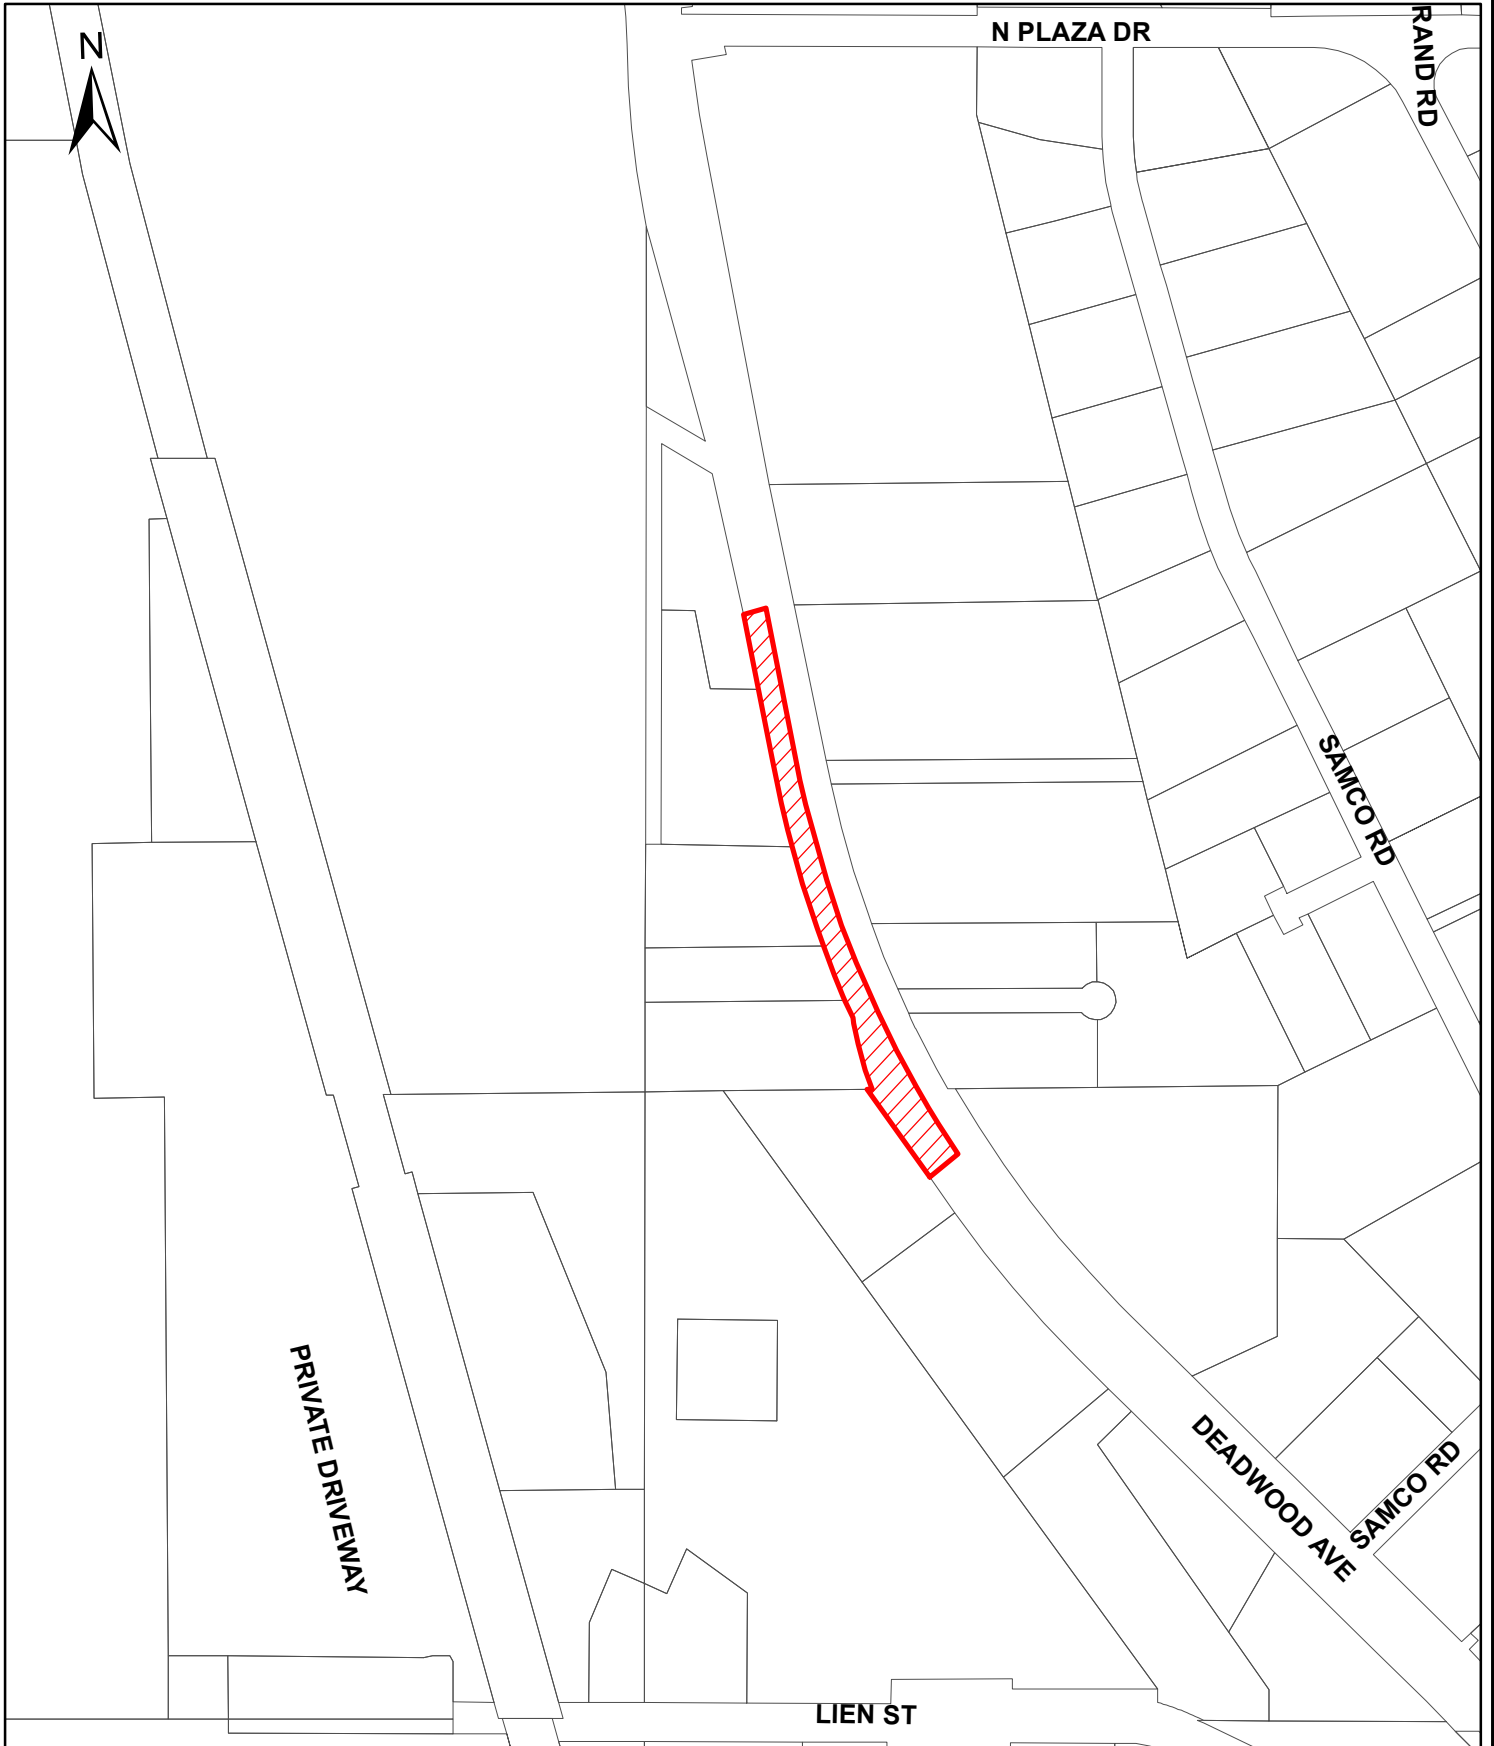 N PLAZA DR
RAND RD
N
SAMCO RD
PRIVATE DRIVEWAY
DEADWOOD AVE
SAMCO RD
LIEN ST